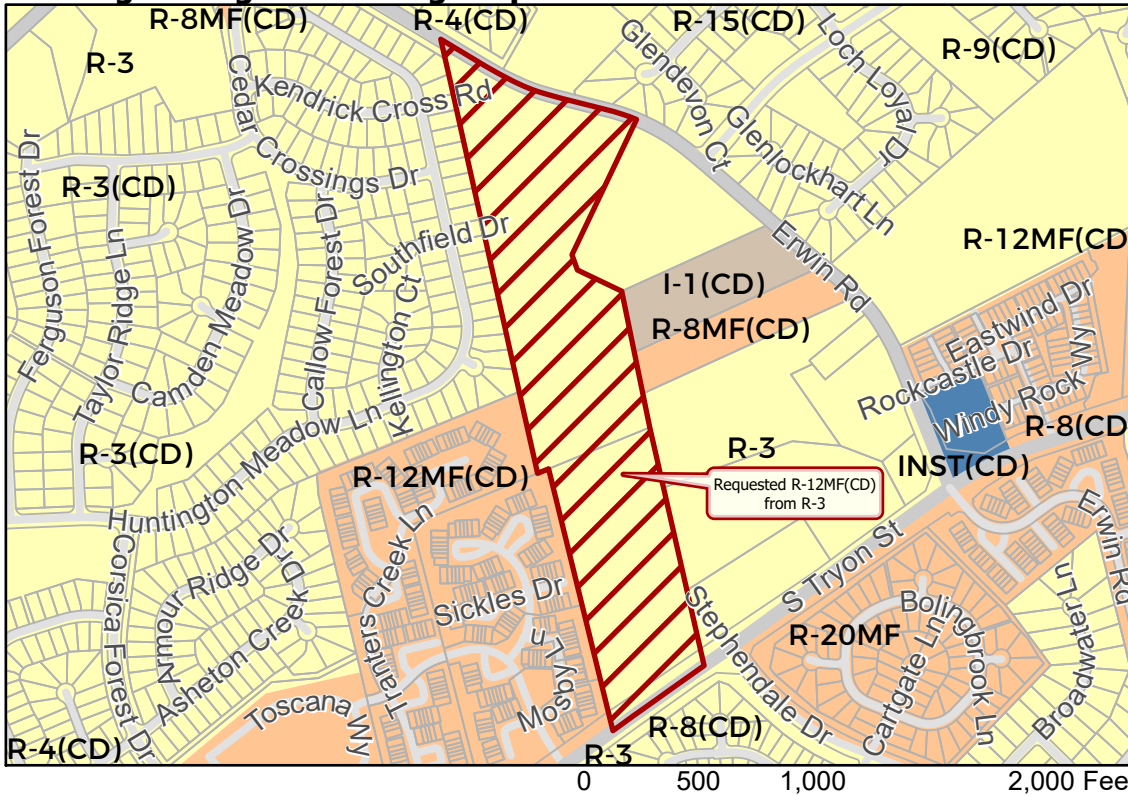 R-8MF(CD)
R-4(CD)
R-15(CD)
R-9(CD)
R-3
Kendrick Cross Rd
Cedar Crossings Dr
Glendevon Ct
Loch Loyal Dr
Glenlockhart Ln
Ferguson Forest Dr
R-3(CD)
Taylor Ridge Ln
Camden Meadow Dr
Callow Forest Dr
Southfield Dr
Kellington Ct
Erwin Rd
R-12MF(CD
I-1(CD)
R-8MF(CD)
Eastwind Dr
Rockcastle Dr
Windy Rock Wy
R-8(CD
R-3(CD)
Huntington Meadow Ln
R-12MF(CD)
R-3
INST(CD)
Requested R-12MF(CD)
from R-3
Corsica Forest Dr
Armour Ridge Dr
Asheton Creek Dr
Tranters Creek Ln
Sickles Dr
Mosby Ln
Stephendale Dr
S Tryon St
Bolingbrook Ln
R-20MF
Cartgate Ln
Erwin Rd
Broadwater Ln
Toscana Wy
R-4(CD)
R-8(CD)
R-3
0 500 1,000 2,000 Fee